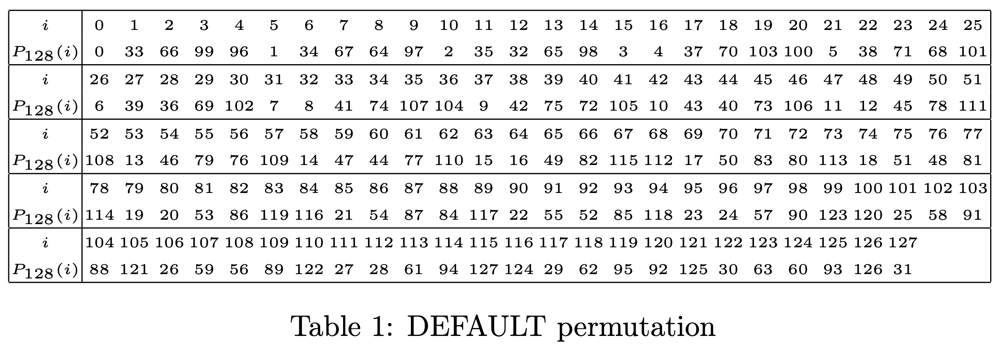 i 0 1 2 3 4 5 6 7 8 9 10 11 12 13 14 15 16 17 18 19 20 21 22 23 24 25
P128(i) 0 33 66 99 96 1 34 67 64 97 2 35 32 65 98 3 4 37 70 103 100 5 38 71 68 101
i 26 27 28 29 30 31 32 33 34 35 36 37 38 39 40 41 42 43 44 45 46 47 48 49 50 51
P128(i) 6 39 36 69 102 7 8 41 74 107 104 9 42 75 72 105 10 43 40 73 106 11 12 45 78 111
i 52 53 54 55 56 57 58 59 60 61 62 63 64 65 66 67 68 69 70 71 72 73 74 75 76 77
P128(i) 108 13 46 79 76 109 14 47 44 77 110 15 16 49 82 115 112 17 50 83 80 113 18 51 48 81
i 78 79 80 81 82 83 84 85 86 87 88 89 90 91 92 93 94 95 96 97 98 99 100 101 102 103
P128(i) 114 19 20 53 86 119 116 21 54 87 84 117 22 55 52 85 118 23 24 57 90 123 120 25 58 91
i 104 105 106 107 108 109 110 111 112 113 114 115 116 117 118 119 120 121 122 123 124 125 126 127
P128(i) 88 121 26 59 56 89 122 27 28 61 94 127 124 29 62 95 92 125 30 63 60 93 126 31
Table 1: DEFAULT permutation